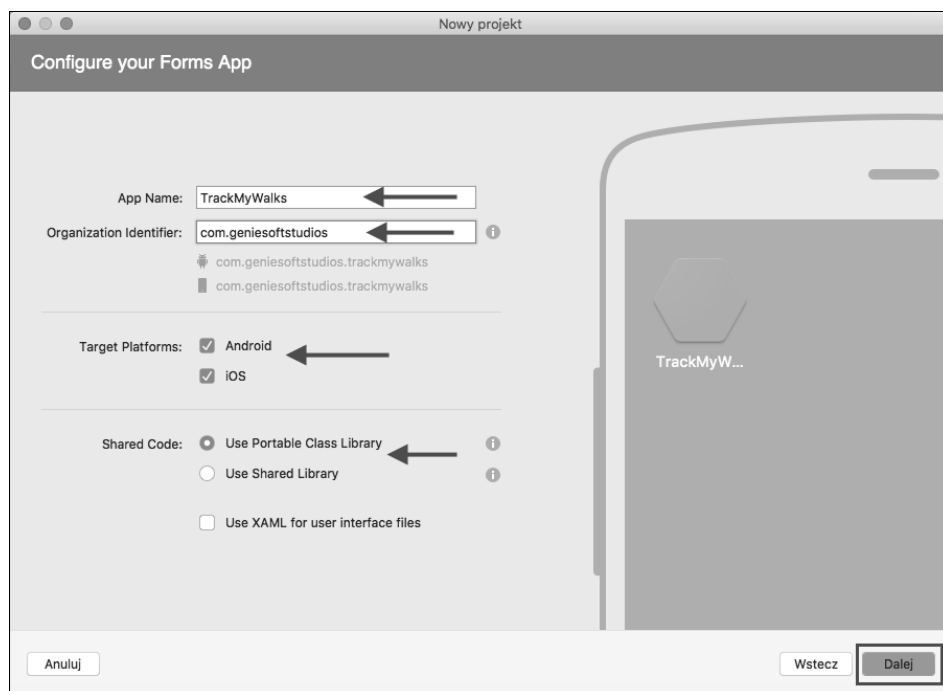 Nowy projekt
Configure your Forms App
App Name: TrackMyWalks
Organization Identifier: com.geniesoftstudios
com.geniesoftstudios.trackmywalks
com.geniesoftstudios.trackmywalks
Target Platforms: Android
iOS
Shared Code: Use Portable Class Library
Use Shared Library
Use XAML for user interface files
TrackMyW...
Anuluj Wstecz Dalej